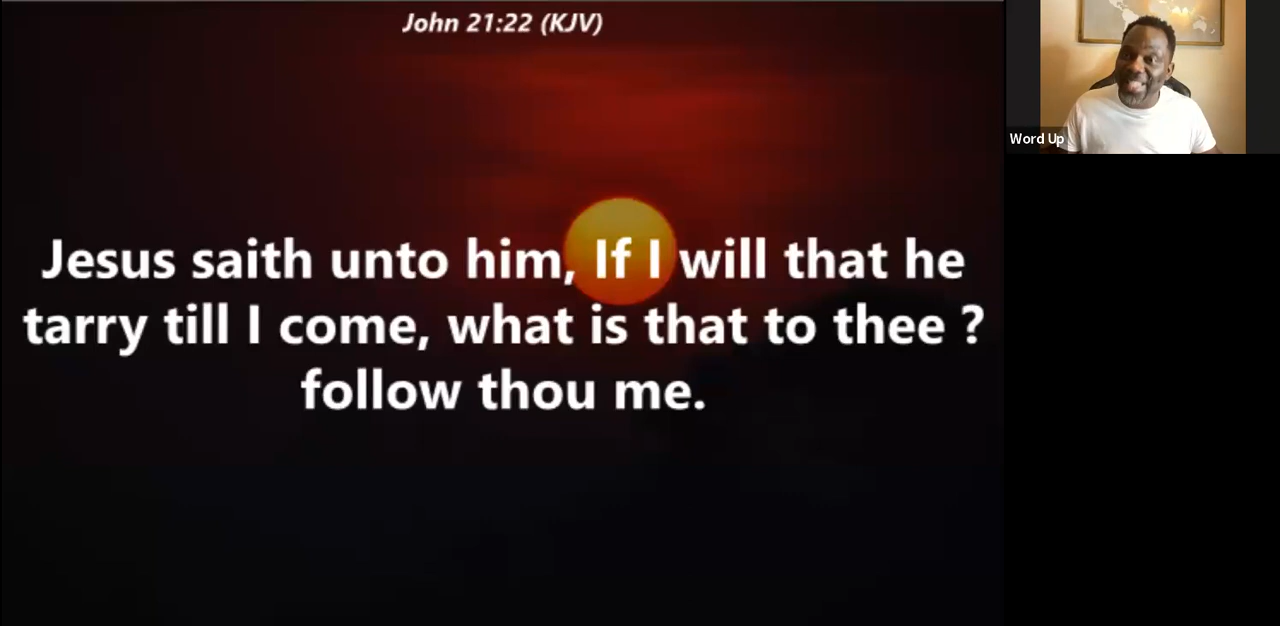 John 21:22 (KJV)
Jesus saith unto him, If I will that he
tarry till I come, what is that to thee ?
follow thou me.
Word Up